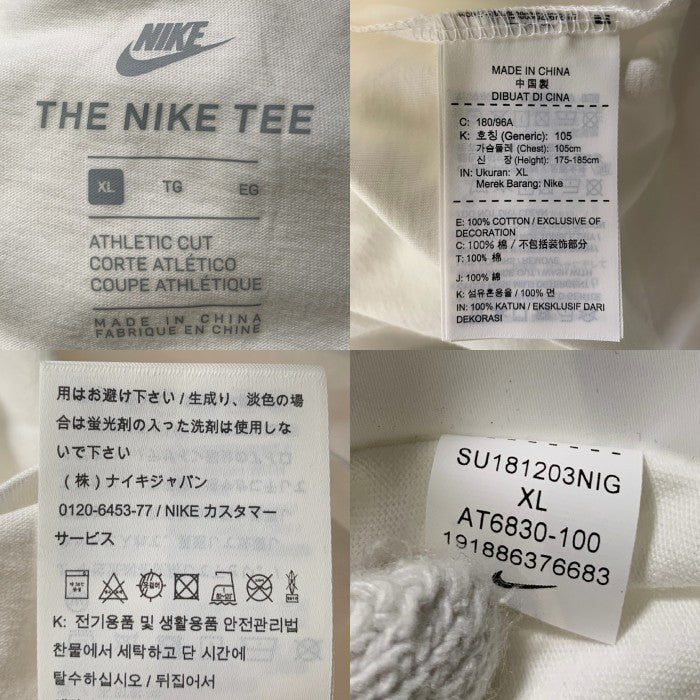 NIKE
THE NIKE TEE
XL TG EG
ATHLETIC CUT
CORTE ATLÉTICO
COUPE ATHLÉTIQUE
MADE IN CHINA
FABRIQUÉ EN CHINE
MADE IN CHINA
中国製
DIBUAT DI CINA
C: 180/96A
K: 호칭 (Generic): 105
가슴둘레 (Chest): 105cm
신 장 (Height): 175-185cm
IN: Ukuran: XL
Merek Barang: Nike
E: 100% COTTON / EXCLUSIVE OF
DECORATION
C: 100% 棉 / 不包括装饰部分
T: 100% 棉
J: 100% 綿
K: 섬유혼용율 / 100% 면
IN: 100% KATUN / EKSKLUSIF DARI
DEKORASI
用はお避け下さい / 生成り、淡色の場
合は蛍光剤の入った洗剤は使用しな
いで下さい
(株) ナイキジャパン
0120-6453-77 / NIKE カスタマー
サービス
K: 전기용품 및 생활용품 안전관리법
찬물에서 세탁하고 단 시간에
탈수하십시오 / 뒤집어서
SU181203NIG
XL
AT6830-100
191886376683